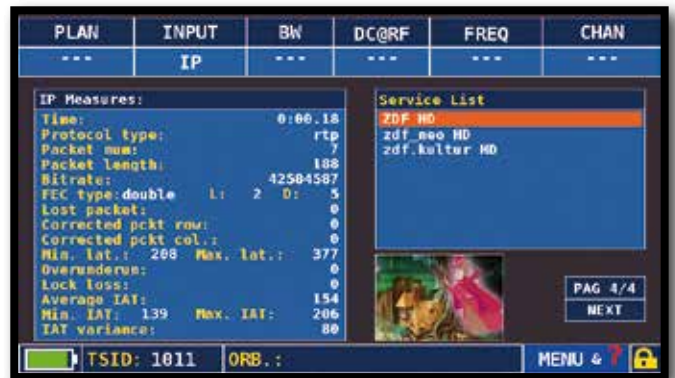 PLAN INPUT BW DC@RF FREQ CHAN
--- IP --- --- --- ---
IP Measures:
Time: 0:00.18
Protocol type: rtp
Packet num: 7
Packet length: 188
Bitrate: 42584587
FEC type:double L: 2 D: 5
Lost packet: 0
Corrected pckt row: 0
Corrected pckt col.: 0
Min. lat.: 208 Max. lat.: 377
Overunderun: 0
Lock loss: 0
Average IAT: 154
Min. IAT: 139 Max. IAT: 206
IAT variance: 80
Service List
ZDF HD
zdf_neo HD
zdf.kultur HD
PAG 4/4
NEXT
TSID: 1011 ORB.: MENU & ?